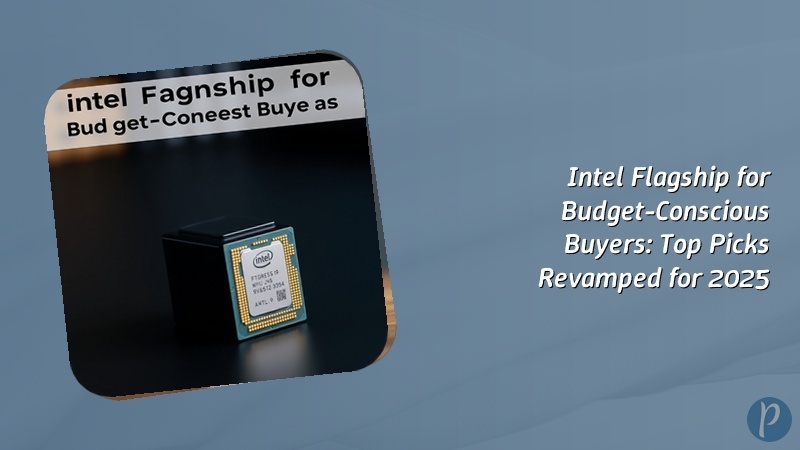 intel Fagnship for
Bud get-Coneest Buye as
intel
Intel Flagship for
Budget-Conscious
Buyers: Top Picks
Revamped for 2025
P